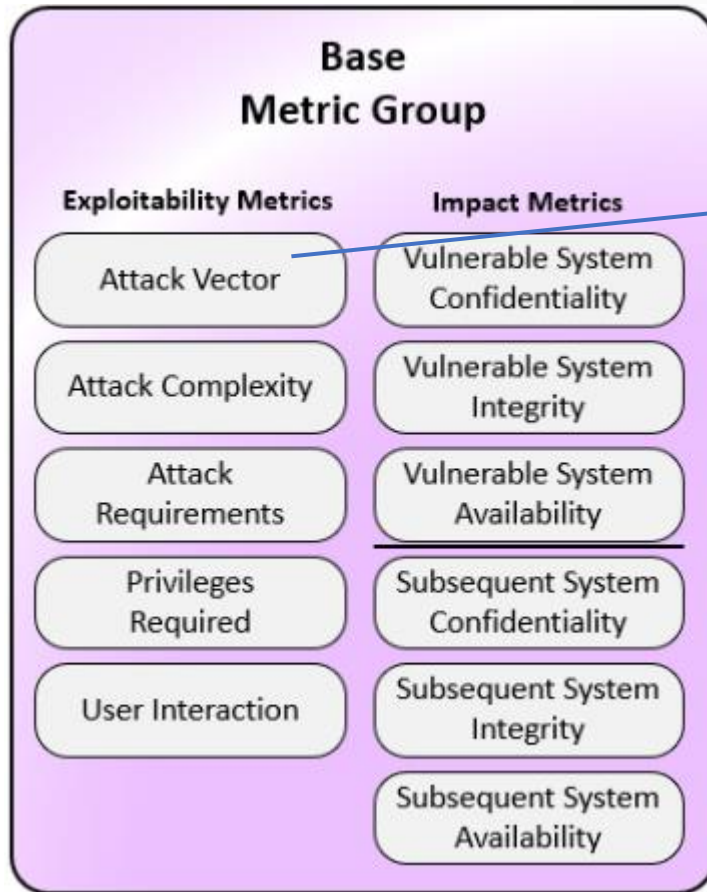 Base
Metric Group
Exploitability Metrics
Attack Vector
Attack Complexity
Attack
Requirements
Privileges
Required
User Interaction
Impact Metrics
Vulnerable System
Confidentiality
Vulnerable System
Integrity
Vulnerable System
Availability
Subsequent System
Confidentiality
Subsequent System
Integrity
Subsequent System
Availability